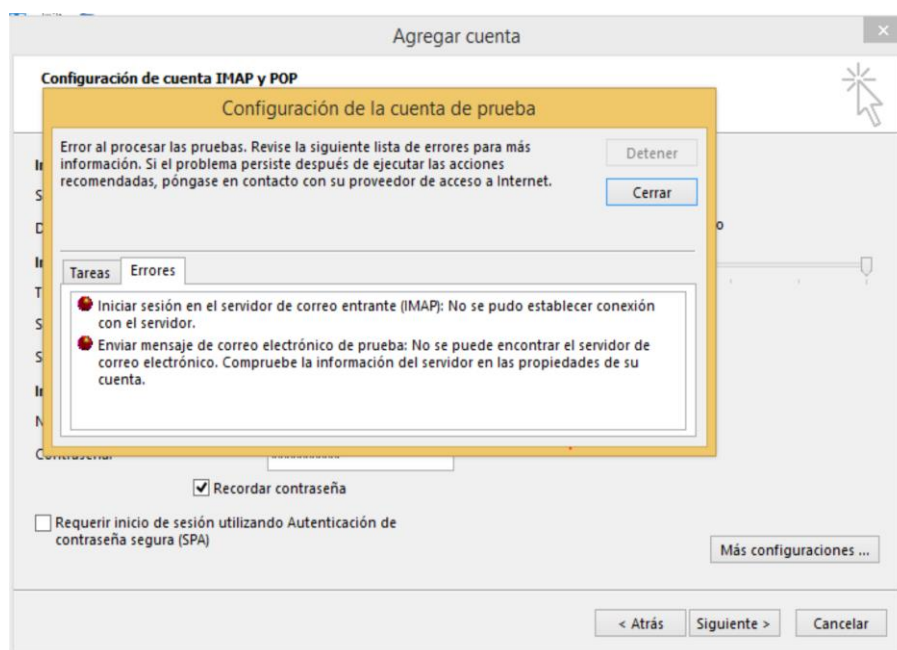 Agregar cuenta
Configuración de cuenta IMAP y POP
Configuración de la cuenta de prueba
Error al procesar las pruebas. Revise la siguiente lista de errores para más
información. Si el problema persiste después de ejecutar las acciones
recomendadas, póngase en contacto con su proveedor de acceso a Internet.
Detener
Cerrar
Tareas
Errores
Iniciar sesión en el servidor de correo entrante (IMAP): No se pudo establecer conexión
con el servidor.
Enviar mensaje de correo electrónico de prueba: No se puede encontrar el servidor de
correo electrónico. Compruebe la información del servidor en las propiedades de su
cuenta.
Recordar contraseña
Requerir inicio de sesión utilizando Autenticación de
contraseña segura (SPA)
Más configuraciones ...
< Atrás
Siguiente >
Cancelar